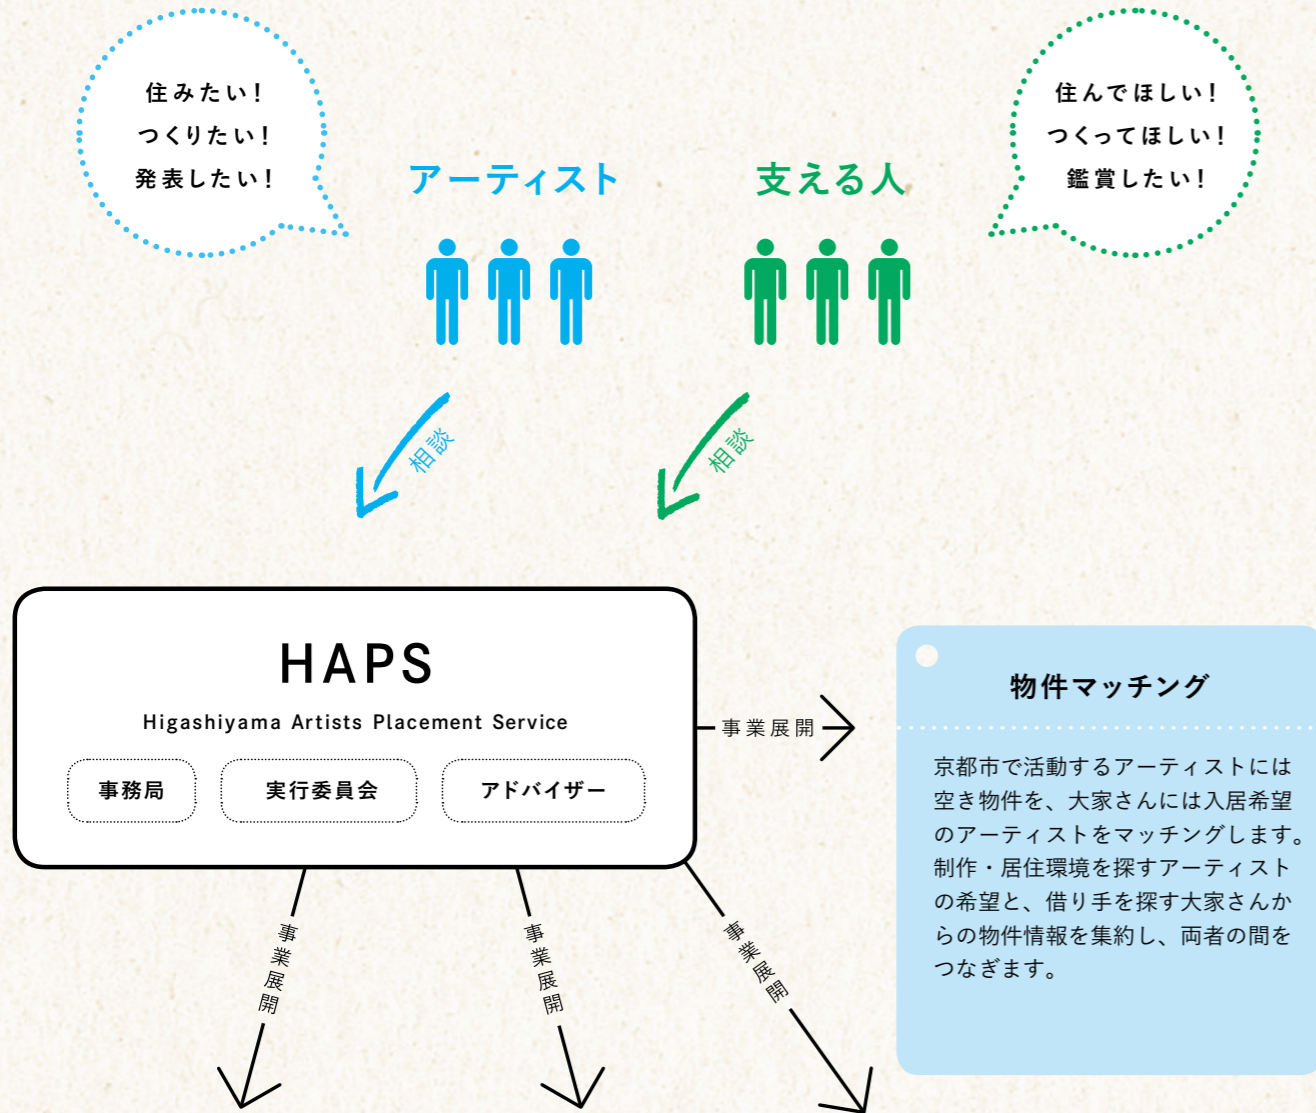 住みたい！
つくりたい！
発表したい！
住んでほしい！
つくってほしい！
鑑賞したい！
アーティスト
支える人
相談
相談
HAPS
Higashiyama Artists Placement Service
事務局
実行委員会
アドバイザー
事業展開
物件マッチング
京都市で活動するアーティストには
空き物件を、大家さんには入居希望
のアーティストをマッチングします。
制作・居住環境を探すアーティスト
の希望と、借り手を探す大家さんか
らの物件情報を集約し、両者の間を
つなぎます。
事業展開
事業展開
事業展開